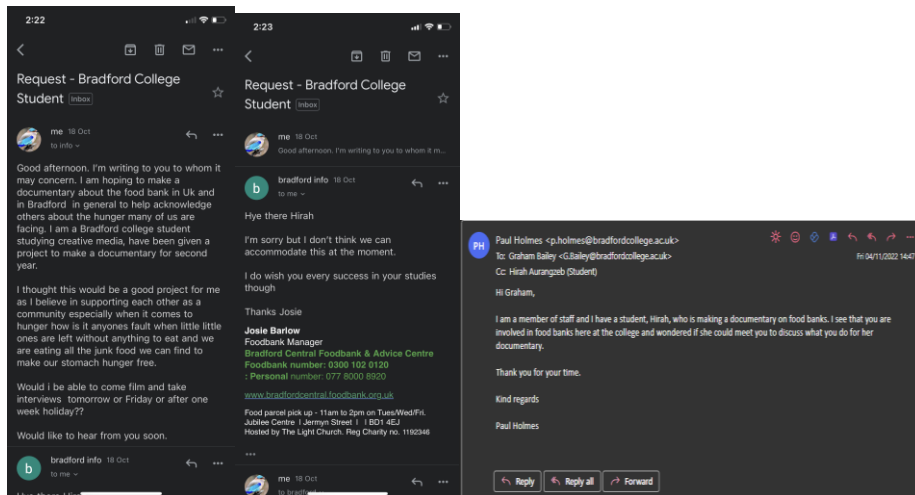 2:22
Request - Bradford College
Student Inbox
me 18 Oct
to info
Good afternoon. I'm writing to you to whom it
may concern. I am hoping to make a
documentary about the food bank in Uk and
in Bradford in general to help acknowledge
others about the hunger many of us are
facing. I am a Bradford college student
studying creative media, have been given a
project to make a documentary for second
year.
I thought this would be a good project for me
as I believe in supporting each other as a
community especially when it comes to
hunger how is it anyones fault when little little
ones are left without anything to eat and we
are eating all the junk food we can find to
make our stomach hunger free.
Would i be able to come film and take
interviews tomorrow or Friday or after one
week holiday??
Would like to hear from you soon.
b
bradford info 18 Oct
to me
2:23
Request - Bradford College
Student Inbox
me 18 Oct
Good afternoon. I'm writing to you to whom it m...
b
bradford info 18 Oct
to me
Hye there Hirah
I'm sorry but I don't think we can
accommodate this at the moment.
I do wish you every success in your studies
though
Thanks Josie
Josie Barlow
Foodbank Manager
Bradford Central Foodbank & Advice Centre
Foodbank number: 0300 102 0120
: Personal number: 077 8000 8920
www.bradfordcentral.foodbank.org.uk
Food parcel pick up - 11am to 2pm on Tues/Wed/Fri.
Jubilee Centre I Jermyn Street I I BD1 4EJ
Hosted by The Light Church. Reg Charity no. 1192346
me 18 Oct
PH
Paul Holmes <p.holmes@bradfordcollege.ac.uk>
To: Graham Bailey <G.Bailey@bradfordcollege.ac.uk>
Cc: Hirah Aurangzeb (Student)
Fri 04/11/2022 14:47
Hi Graham,
I am a member of staff and I have a student, Hirah, who is making a documentary on food banks. I see that you are
involved in food banks here at the college and wondered if she could meet you to discuss what you do for her
documentary.
Thank you for your time.
Kind regards
Paul Holmes
Reply
Reply all
Forward